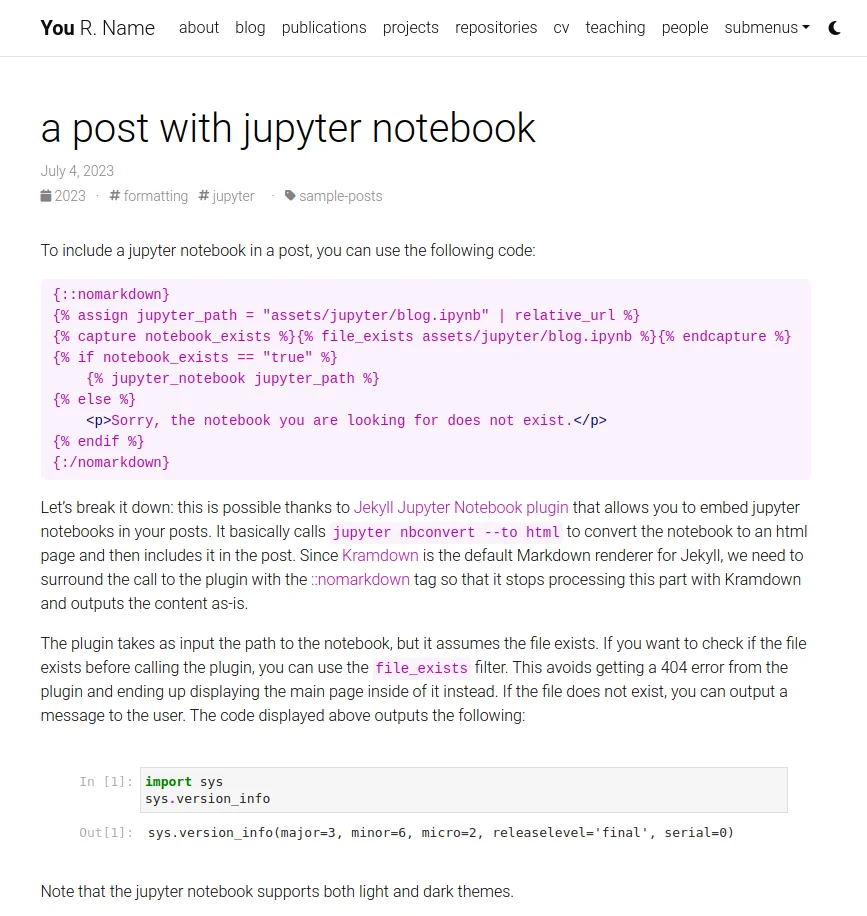 You R. Name about blog publications projects repositories cv teaching people submenus
a post with jupyter notebook
July 4, 2023
2023 · # formatting # jupyter · sample-posts
To include a jupyter notebook in a post, you can use the following code:
{::nomarkdown}
{% assign jupyter_path = "assets/jupyter/blog.ipynb" | relative_url %}
{% capture notebook_exists %}{% file_exists assets/jupyter/blog.ipynb %}{% endcapture %}
{% if notebook_exists == "true" %}
    {% jupyter_notebook jupyter_path %}
{% else %}
    <p>Sorry, the notebook you are looking for does not exist.</p>
{% endif %}
{:/nomarkdown}
Let’s break it down: this is possible thanks to Jekyll Jupyter Notebook plugin that allows you to embed jupyter
notebooks in your posts. It basically calls jupyter nbconvert --to html to convert the notebook to an html
page and then includes it in the post. Since Kramdown is the default Markdown renderer for Jekyll, we need to
surround the call to the plugin with the ::nomarkdown tag so that it stops processing this part with Kramdown
and outputs the content as-is.
The plugin takes as input the path to the notebook, but it assumes the file exists. If you want to check if the file
exists before calling the plugin, you can use the file_exists filter. This avoids getting a 404 error from the
plugin and ending up displaying the main page inside of it instead. If the file does not exist, you can output a
message to the user. The code displayed above outputs the following:
In [1]: import sys
sys.version_info
Out[1]: sys.version_info(major=3, minor=6, micro=2, releaselevel='final', serial=0)
Note that the jupyter notebook supports both light and dark themes.